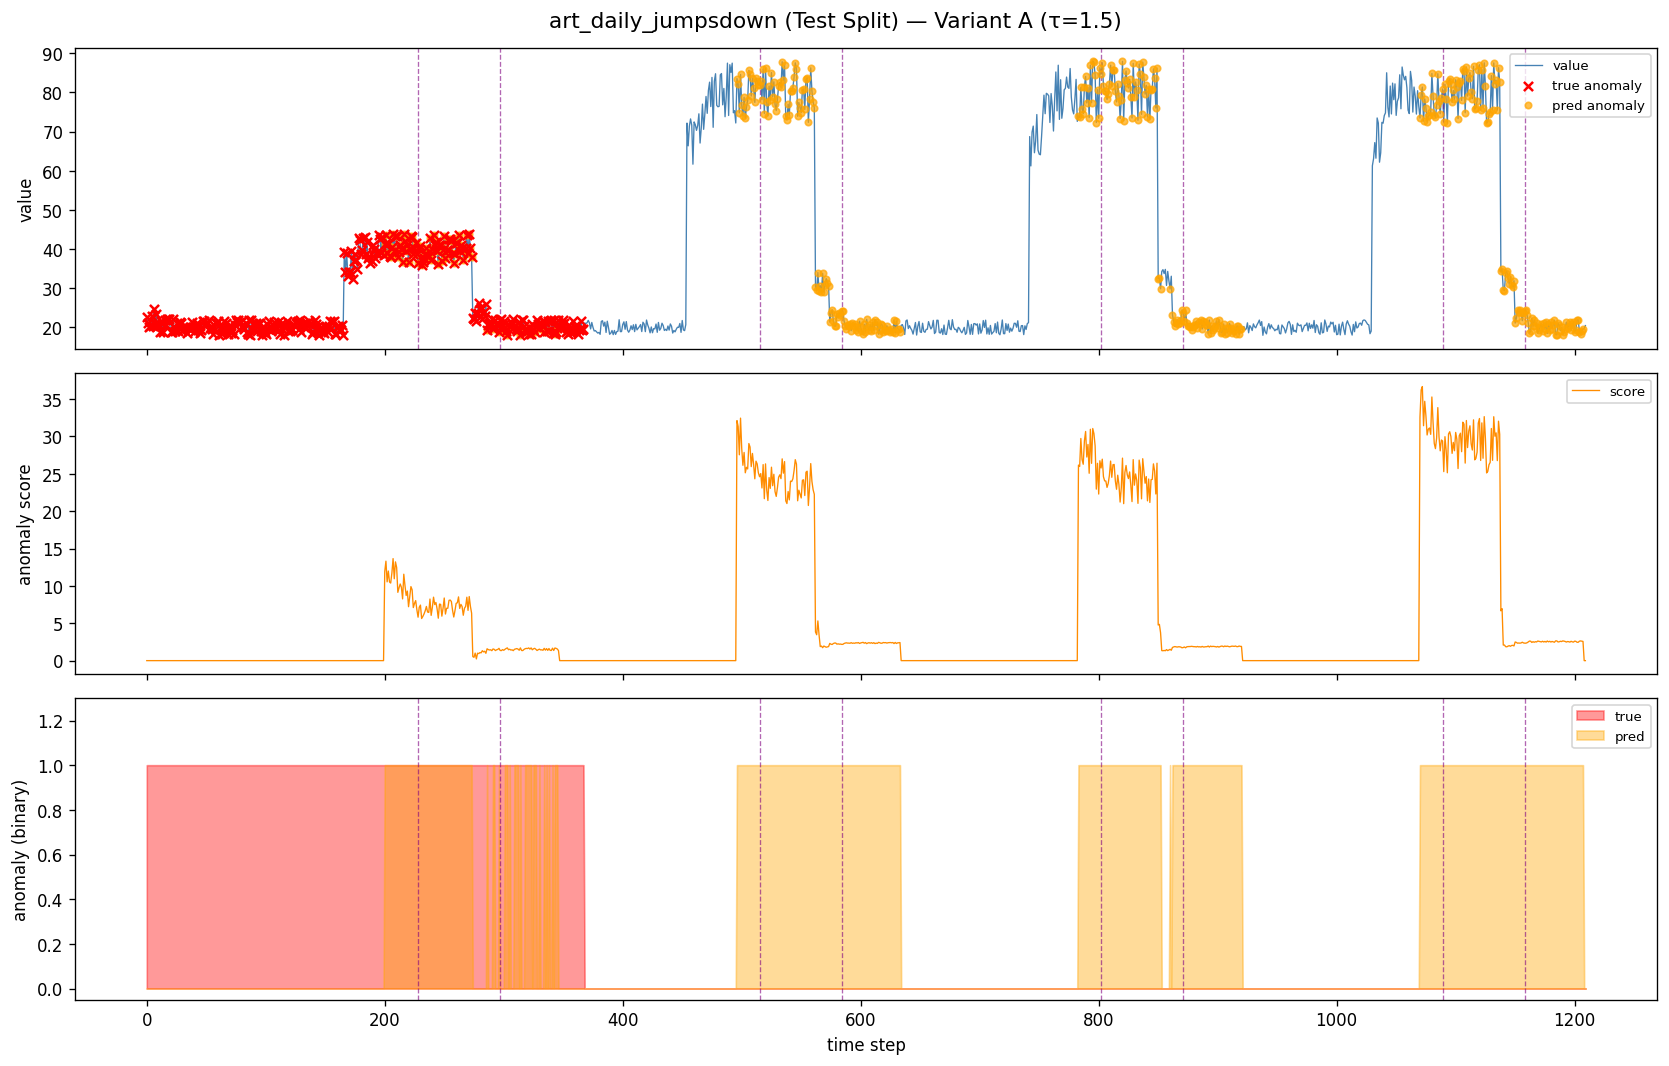 art_daily_jumpsdown (Test Split) — Variant A (τ=1.5)
90
80
70
60
50
40
30
20
value
value
true anomaly
pred anomaly
35
30
25
20
15
10
5
0
anomaly score
score
1.2
1.0
0.8
0.6
0.4
0.2
0.0
anomaly (binary)
true
pred
0
200
400
600
800
1000
1200
time step